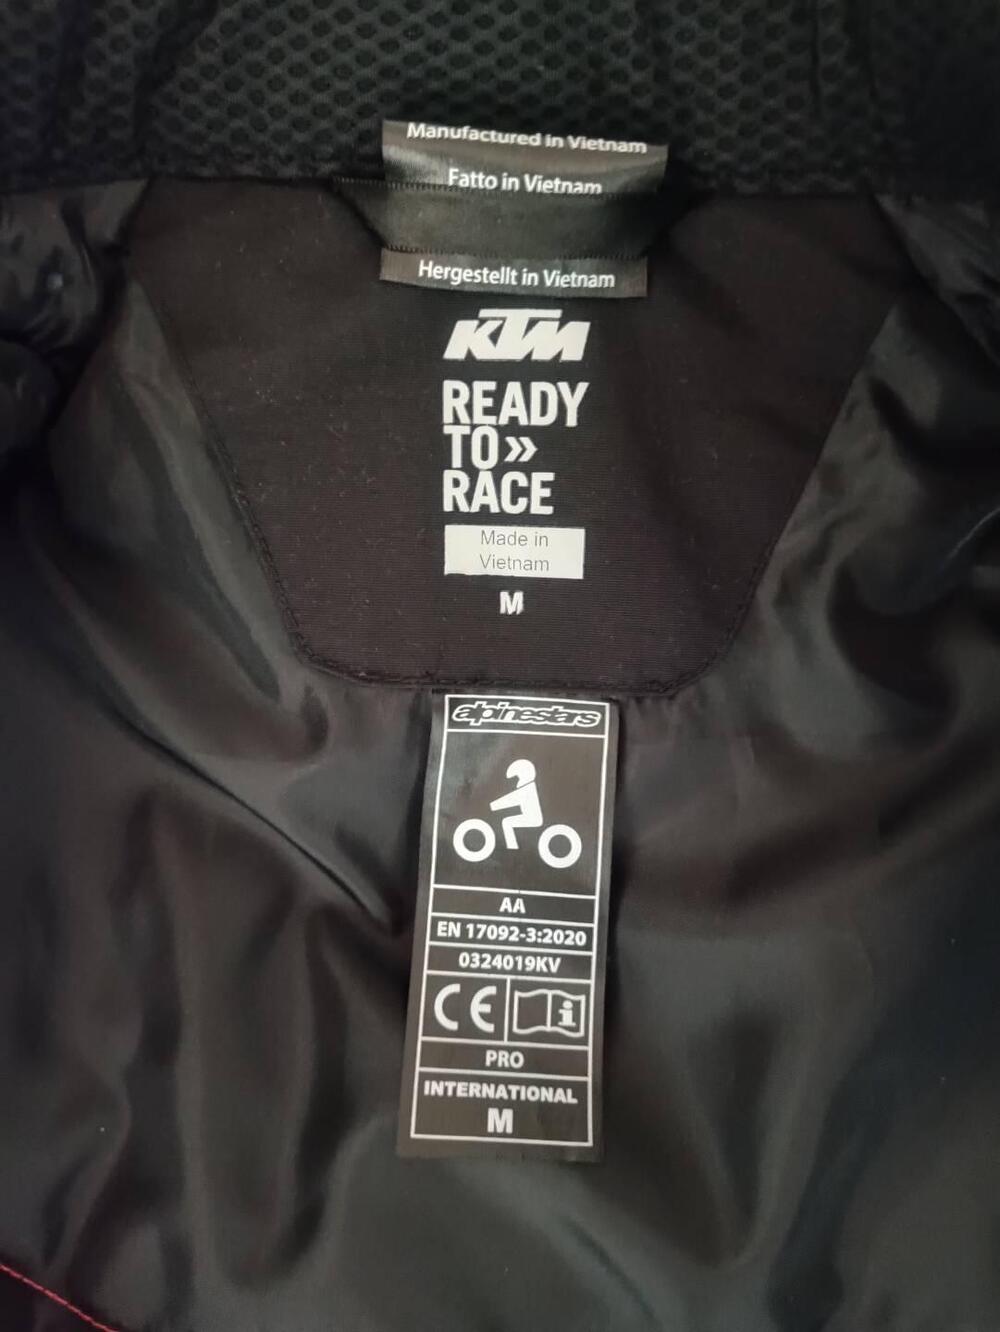 Manufactured in Vietnam
Fatto in Vietnam
Hergestellt in Vietnam
KTM
READY
TO»
RACE
Made in
Vietnam
M
alpinestars
AA
EN 17092-3:2020
0324019KV
CE i
PRO
INTERNATIONAL
M